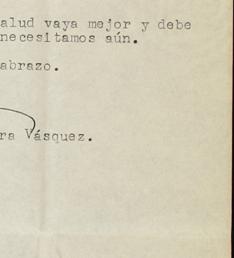 alud vaya mejor y debe
necesitamos aún.
abrazo.
ra Vásquez.